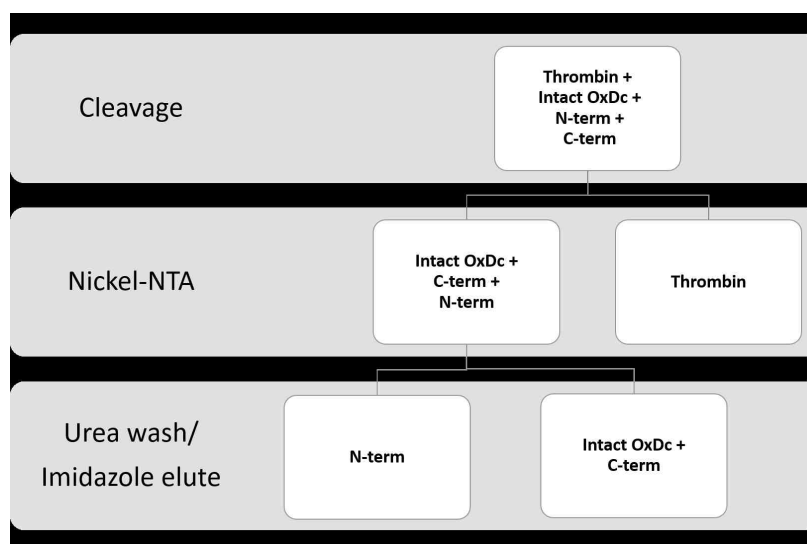 Cleavage
Thrombin +
Intact OxDc +
N-term +
C-term
Nickel-NTA
Intact OxDc +
C-term +
N-term
Thrombin
Urea wash/
Imidazole elute
N-term
Intact OxDc +
C-term